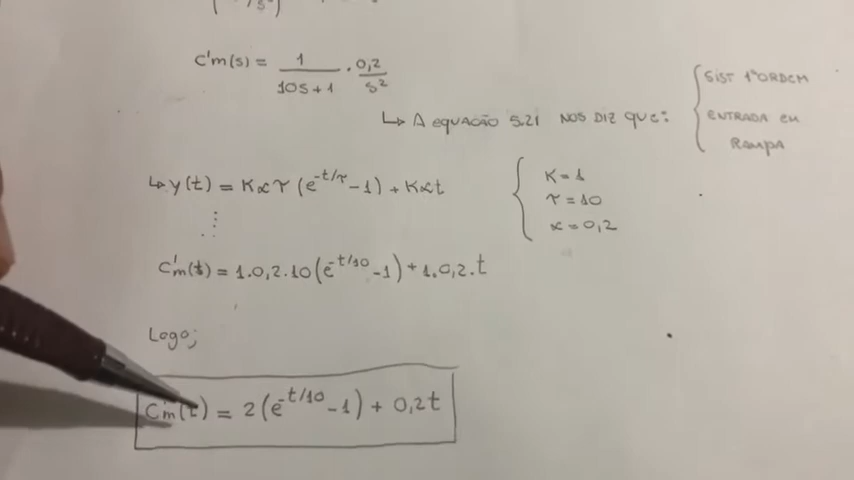 C'm(s) = 1 / 10s+1 . 0,2 / s²
↳ A equação 5.21 nos diz que:
{ Sist 1ª ordem
entrada em
Rampa
↳ y(t) = KατT (e^-t/τ - 1) + Kαt
{ K = 1
τ = 10
α = 0,2
C'm(t) = 1.0,2.10 (e^-t/10 - 1) + 1.0,2.t
Logo;
C'm(t) = 2 (e^-t/10 - 1) + 0,2t